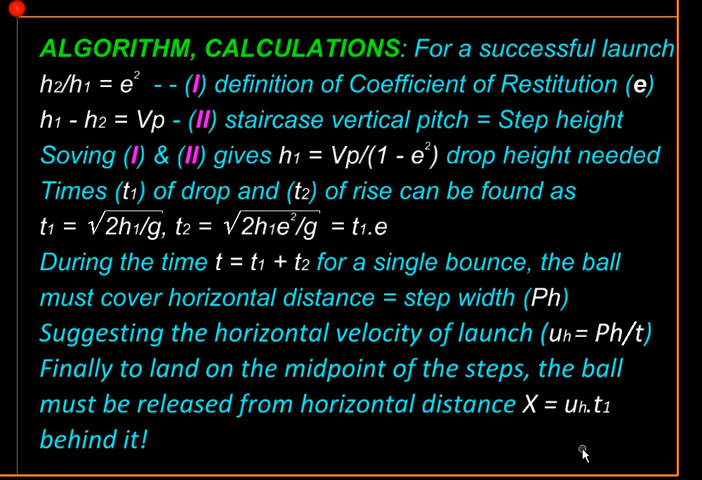 ALGORITHM, CALCULATIONS: For a successful launch
h2/h1 = e² - - (I) definition of Coefficient of Restitution (e)
h1 - h2 = Vp - (II) staircase vertical pitch = Step height
Soving (I) & (II) gives h1 = Vp/(1 - e²) drop height needed
Times (t1) of drop and (t2) of rise can be found as
t1 = √2h1/g, t2 = √2h1e²/g = t1.e
During the time t = t1 + t2 for a single bounce, the ball
must cover horizontal distance = step width (Ph)
Suggesting the horizontal velocity of launch (uh = Ph/t)
Finally to land on the midpoint of the steps, the ball
must be released from horizontal distance X = uh.t1
behind it!